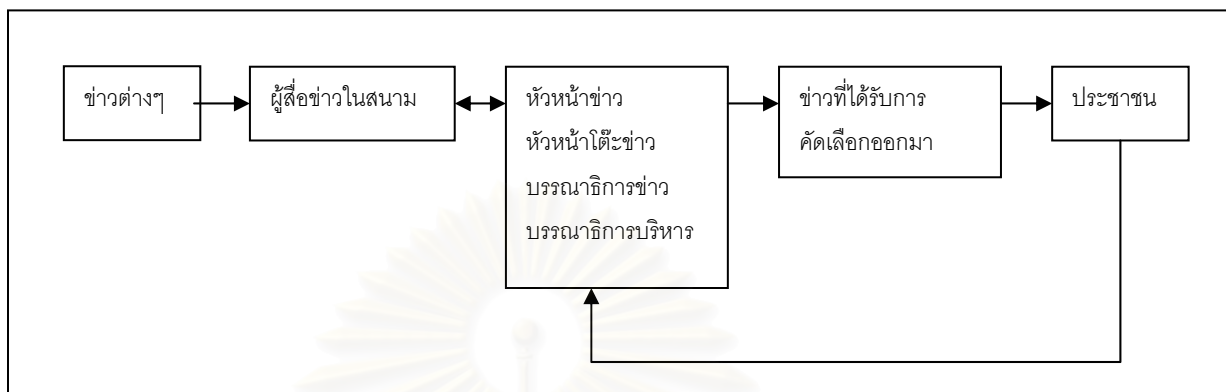 ข่าวต่างๆ
ผู้สื่อข่าวในสนาม
หัวหน้าข่าว
หัวหน้าโต๊ะข่าว
บรรณาธิการข่าว
บรรณาธิการบริหาร
ข่าวที่ได้รับการ
คัดเลือกออกมา
ประชาชน